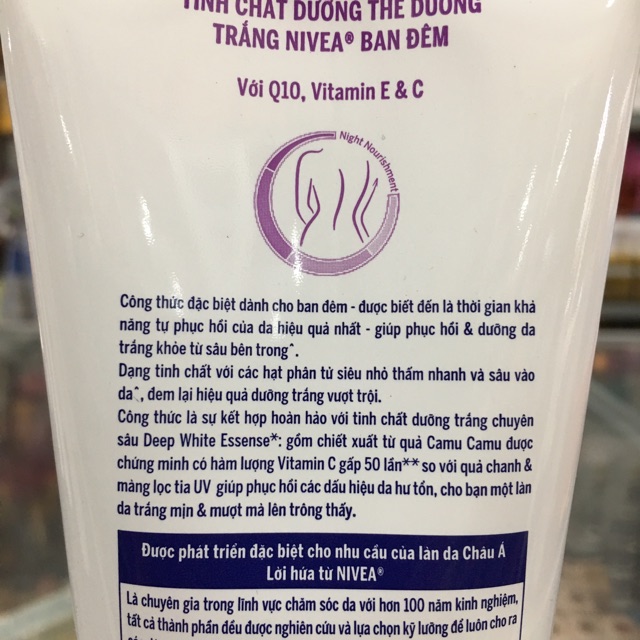 TINH CHẤT DƯỠNG THỂ DƯỠNG
TRẮNG NIVEA® BAN ĐÊM
Với Q10, Vitamin E & C
Night Nourishment
Công thức đặc biệt dành cho ban đêm - được biết đến là thời gian khả
năng tự phục hồi của da hiệu quả nhất - giúp phục hồi & dưỡng da
trắng khỏe từ sâu bên trong^.
Dạng tinh chất với các hạt phân tử siêu nhỏ thấm nhanh và sâu vào
da^, đem lại hiệu quả dưỡng trắng vượt trội.
Công thức là sự kết hợp hoàn hảo với tinh chất dưỡng trắng chuyên
sâu Deep White Essense*: gồm chiết xuất từ quả Camu Camu được
chứng minh có hàm lượng Vitamin C gấp 50 lần** so với quả chanh &
màng lọc tia UV giúp phục hồi các dấu hiệu da hư tổn, cho bạn một làn
da trắng mịn & mượt mà lên trông thấy.
Được phát triển đặc biệt cho nhu cầu của làn da Châu Á
Lời hứa từ NIVEA®
Là chuyên gia trong lĩnh vực chăm sóc da với hơn 100 năm kinh nghiệm,
tất cả thành phần đều được nghiên cứu và lựa chọn kỹ lưỡng để luôn cho ra